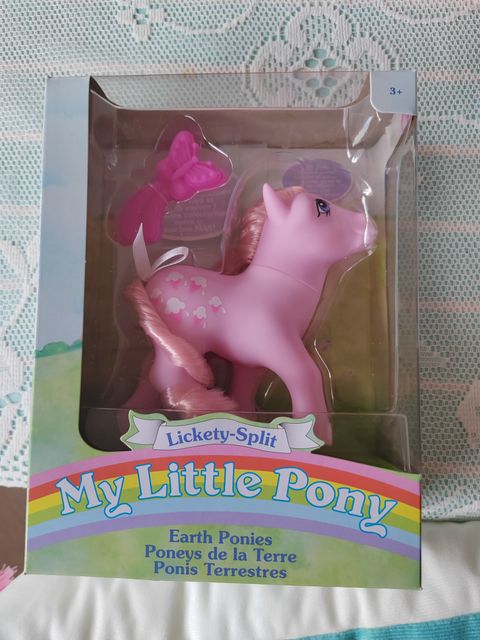 3+
Lickety-Split
My Little Pony
Earth Ponies
Poneys de la Terre
Ponis Terrestres